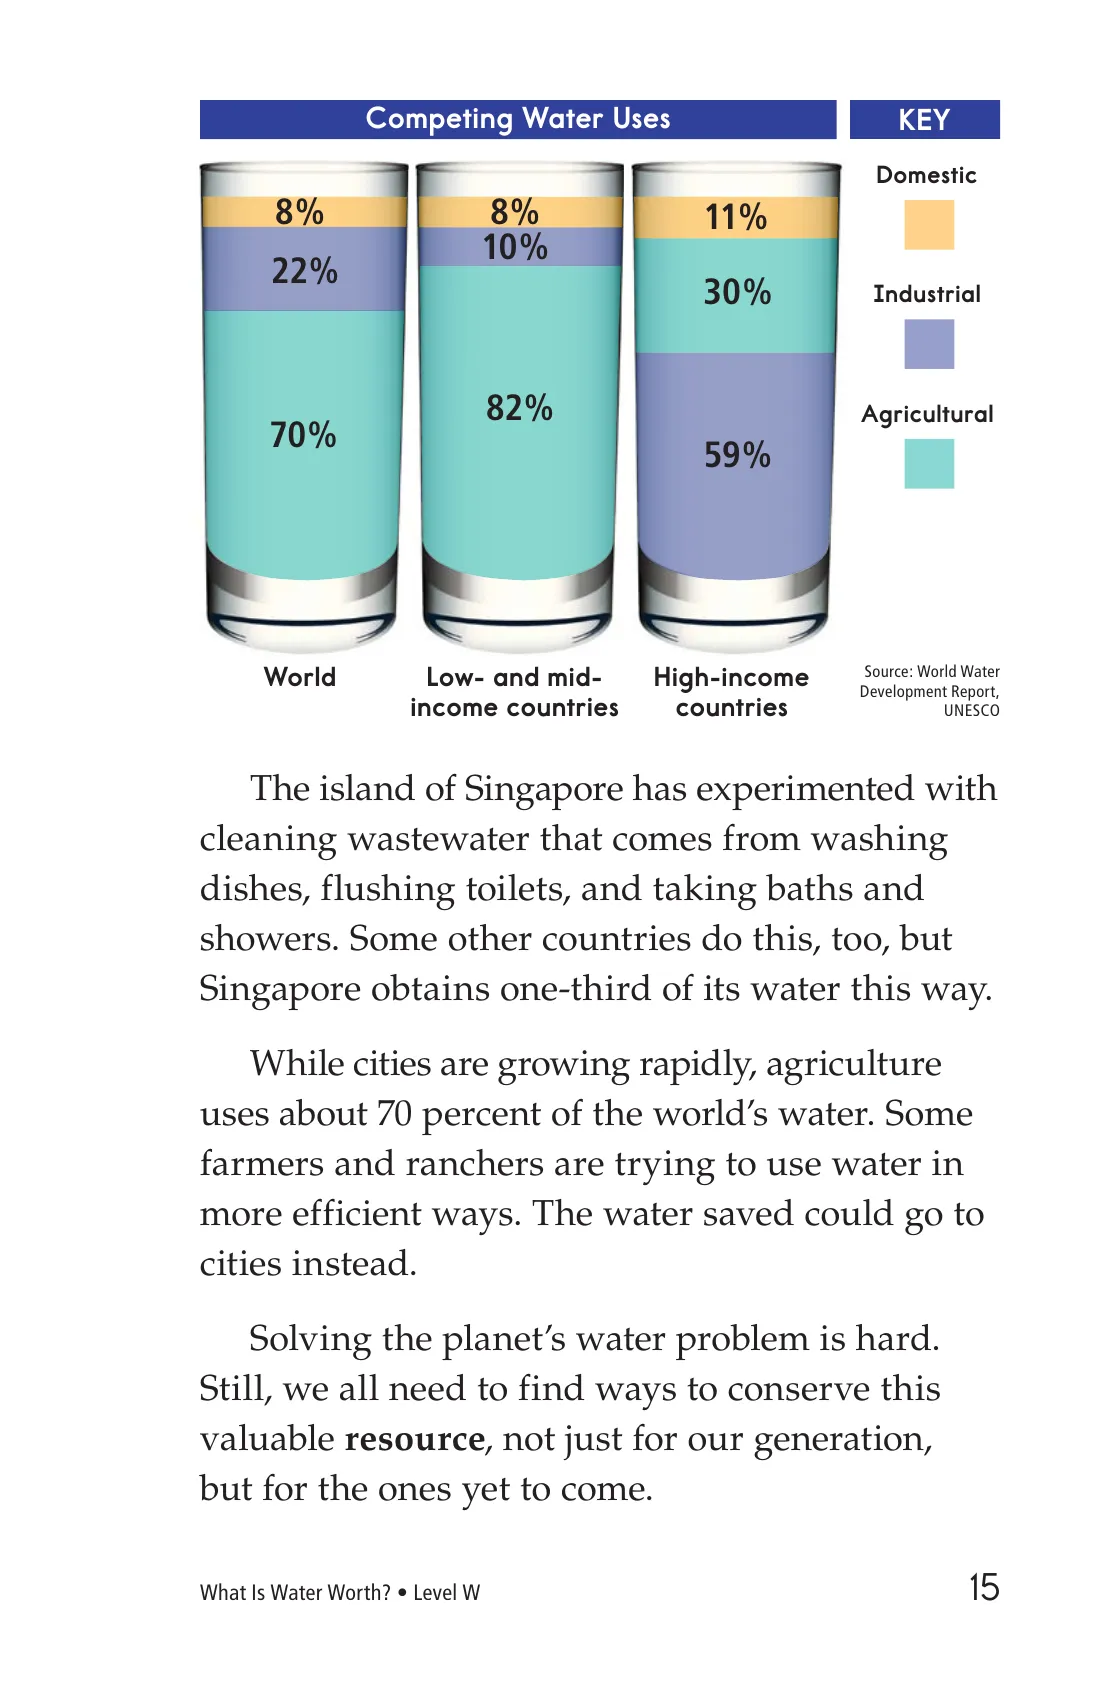 Competing Water Uses
KEY
8%
22%
70%
8%
10%
82%
11%
30%
59%
Domestic
Industrial
Agricultural
World
Low- and mid-
income countries
High-income
countries
Source: World Water
Development Report,
UNESCO
The island of Singapore has experimented with
cleaning wastewater that comes from washing
dishes, flushing toilets, and taking baths and
showers. Some other countries do this, too, but
Singapore obtains one-third of its water this way.
While cities are growing rapidly, agriculture
uses about 70 percent of the world’s water. Some
farmers and ranchers are trying to use water in
more efficient ways. The water saved could go to
cities instead.
Solving the planet’s water problem is hard.
Still, we all need to find ways to conserve this
valuable resource, not just for our generation,
but for the ones yet to come.
What Is Water Worth? • Level W
15